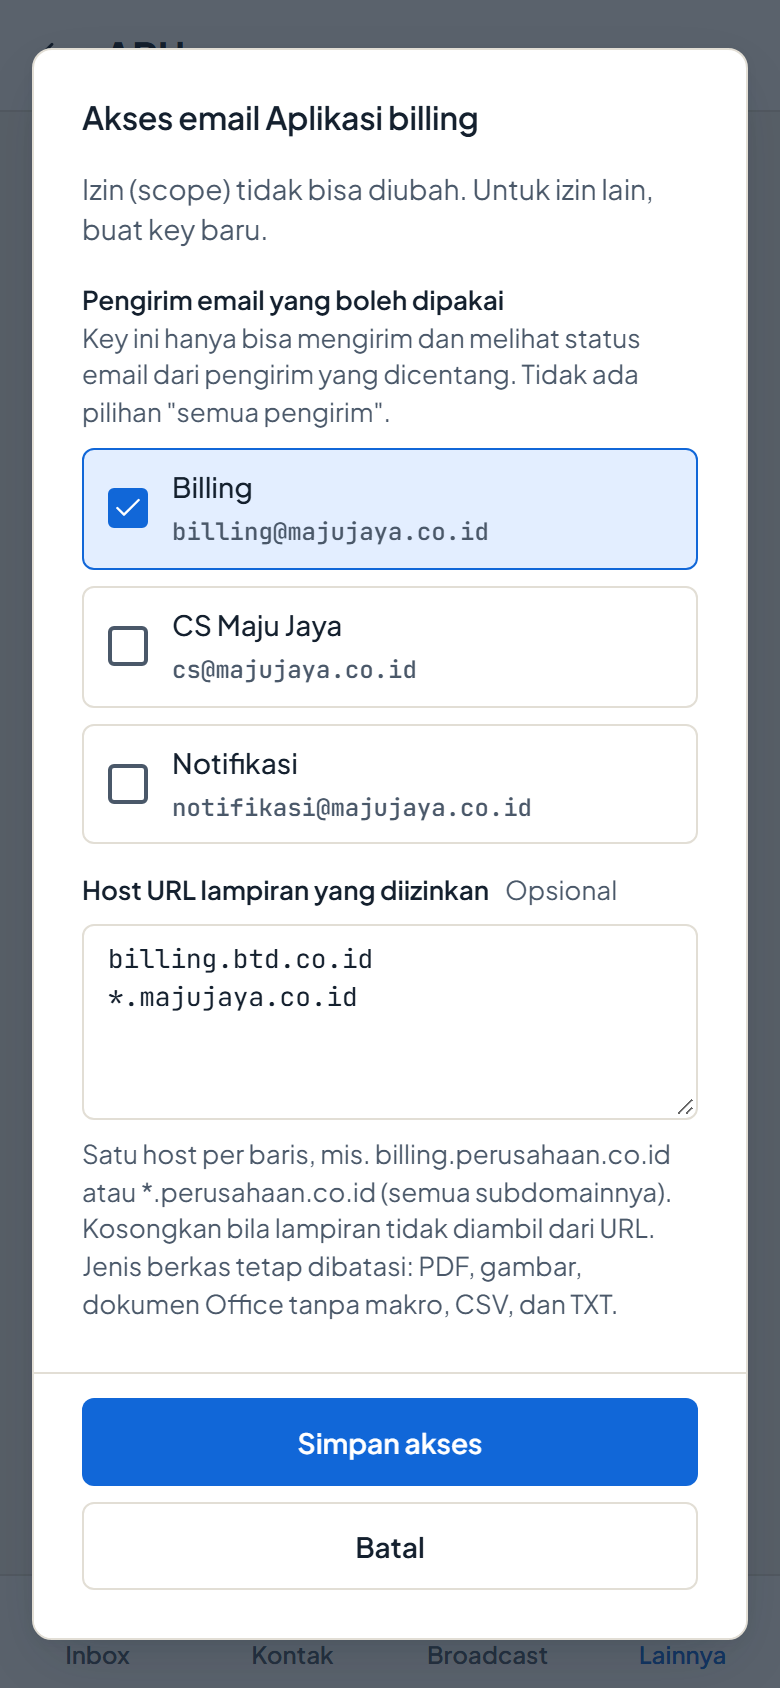 Akses email Aplikasi billing
Izin (scope) tidak bisa diubah. Untuk izin lain,
buat key baru.
Pengirim email yang boleh dipakai
Key ini hanya bisa mengirim dan melihat status
email dari pengirim yang dicentang. Tidak ada
pilihan "semua pengirim".
Billing
billing@majujaya.co.id
CS Maju Jaya
cs@majujaya.co.id
Notifikasi
notifikasi@majujaya.co.id
Host URL lampiran yang diizinkan Opsional
billing.btd.co.id
*.majujaya.co.id
Satu host per baris, mis. billing.perusahaan.co.id
atau *.perusahaan.co.id (semua subdomainnya).
Kosongkan bila lampiran tidak diambil dari URL.
Jenis berkas tetap dibatasi: PDF, gambar,
dokumen Office tanpa makro, CSV, dan TXT.
Simpan akses
Batal
Inbox Kontak Broadcast Lainnya